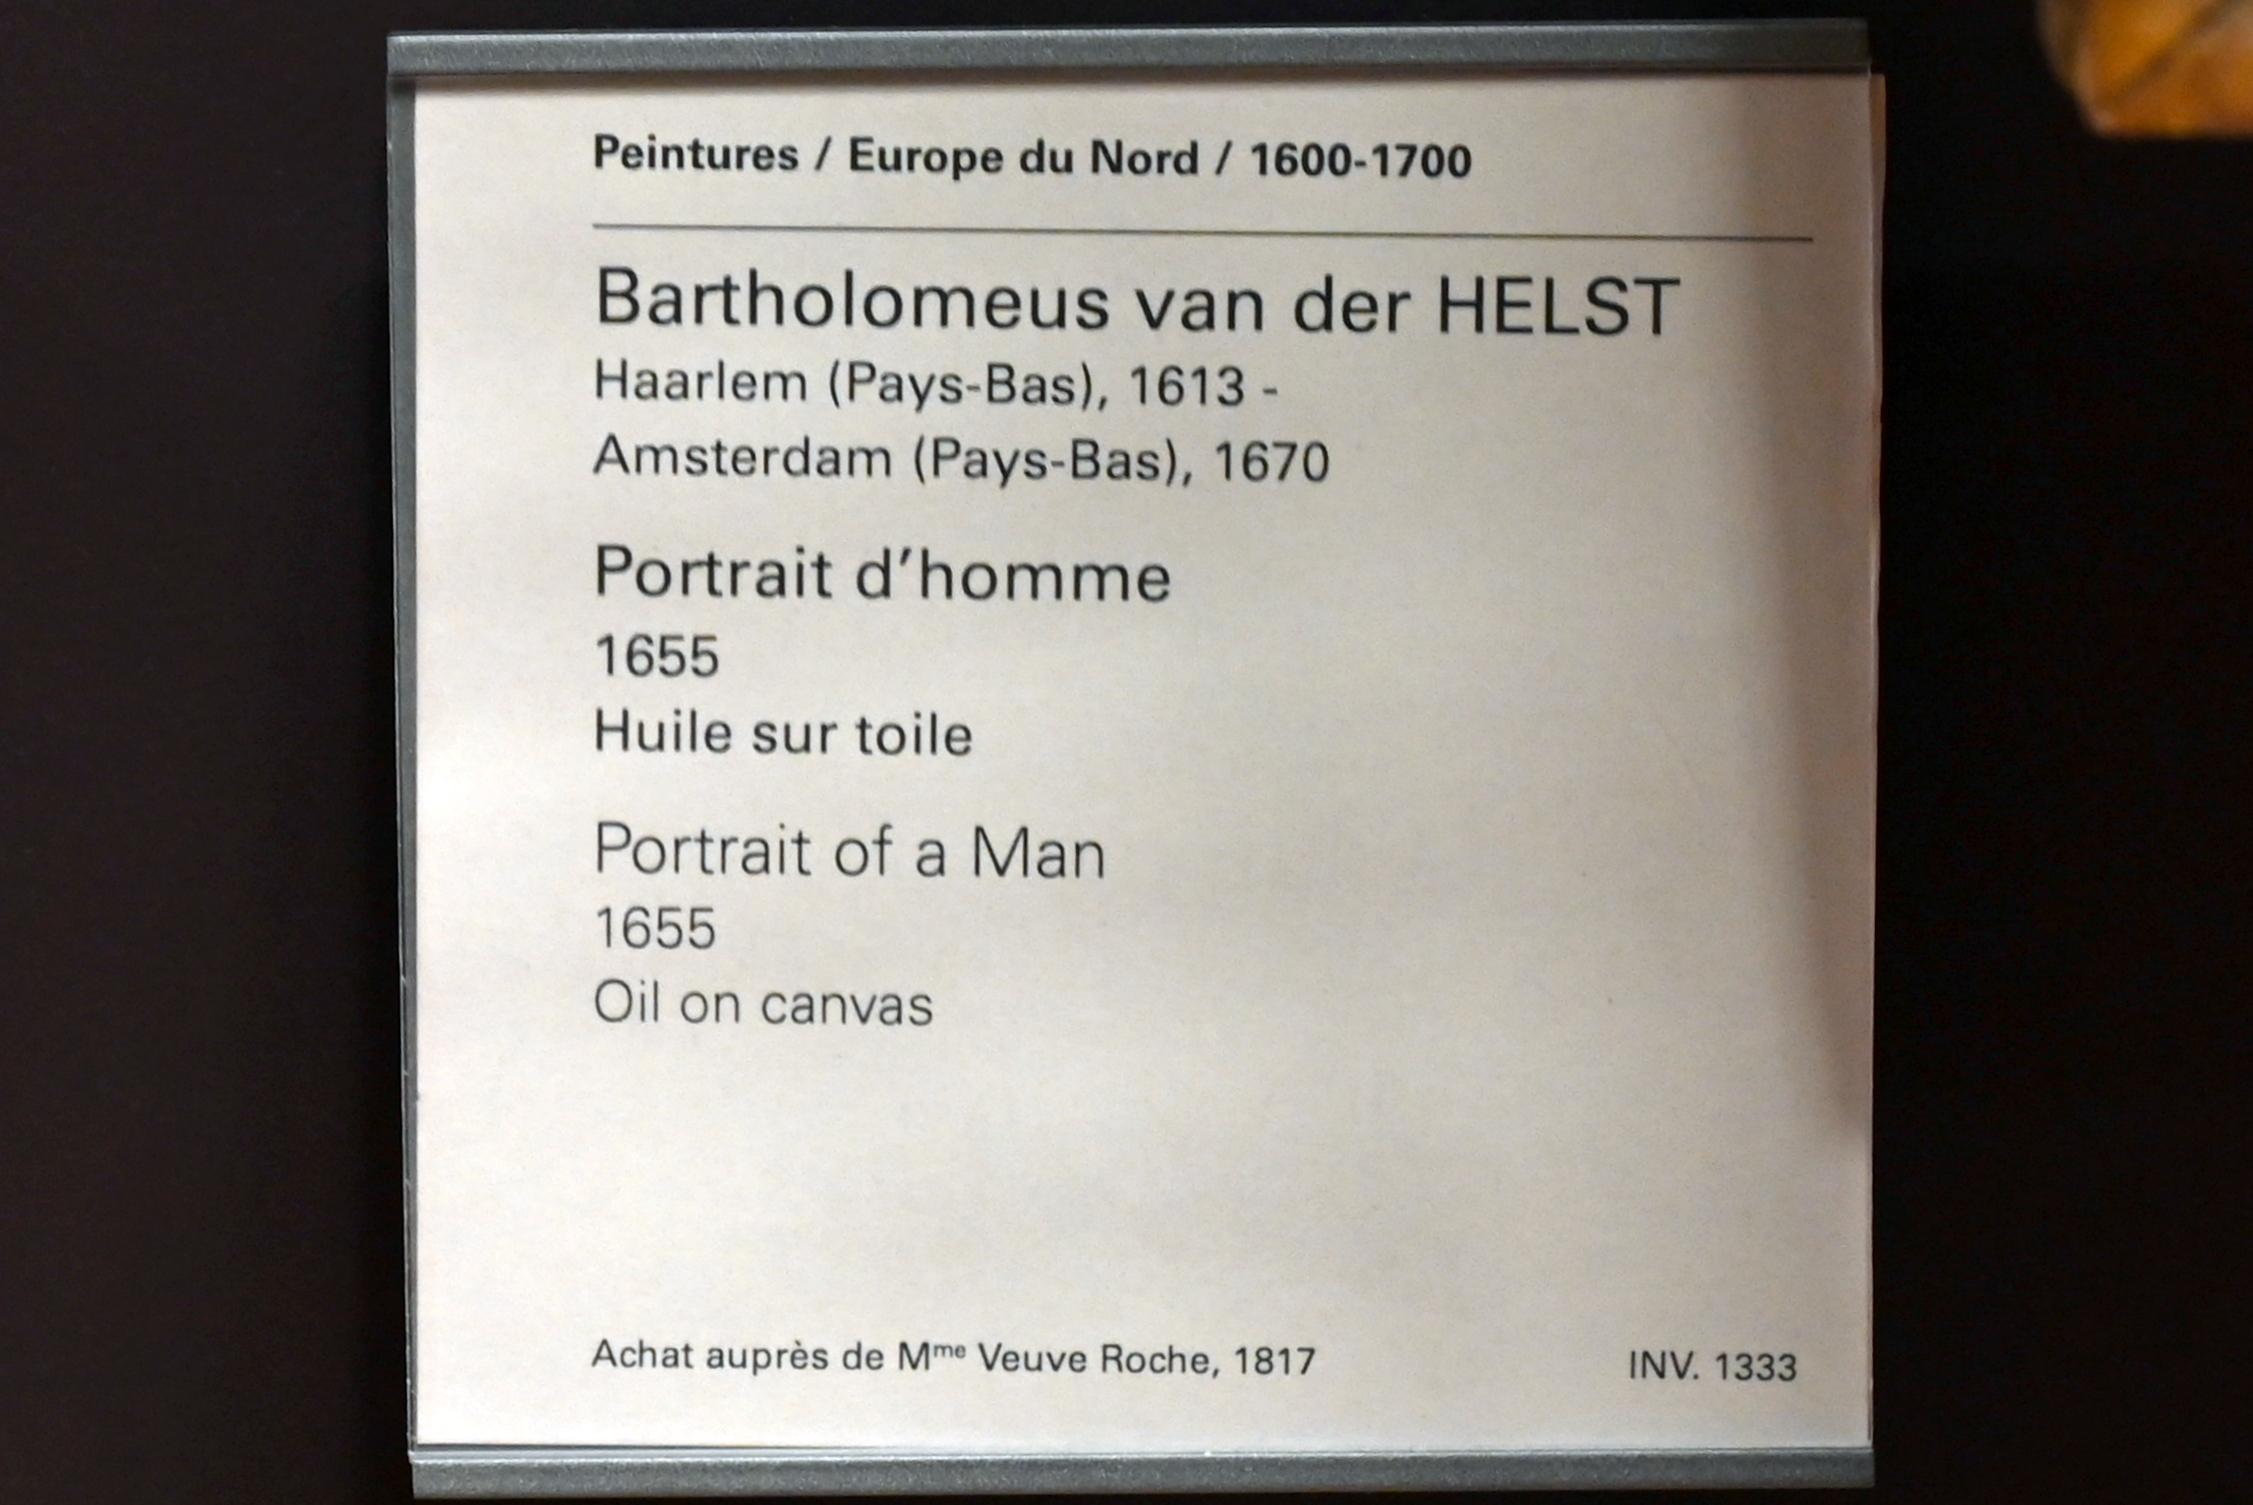 Peintures / Europe du Nord / 1600-1700
Bartholomeus van der HELST
Haarlem (Pays-Bas), 1613 -
Amsterdam (Pays-Bas), 1670
Portrait d'homme
1655
Huile sur toile
Portrait of a Man
1655
Oil on canvas
Achat auprès de Mme Veuve Roche, 1817 INV. 1333